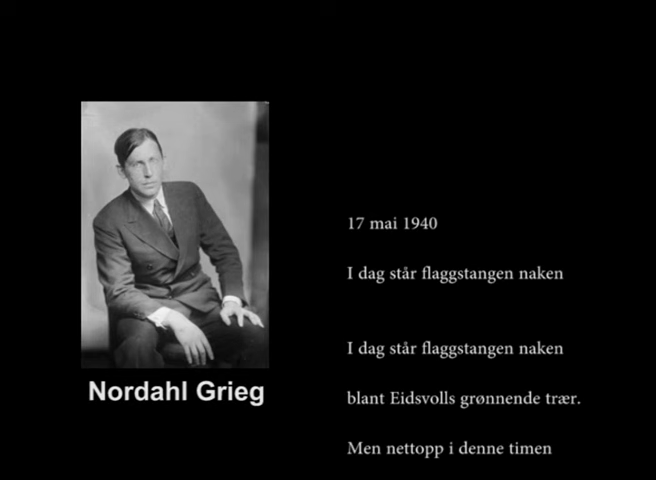 Nordahl Grieg
17 mai 1940
I dag står flaggstangen naken
I dag står flaggstangen naken
blant Eidsvolls grønnende trær.
Men nettopp i denne timen